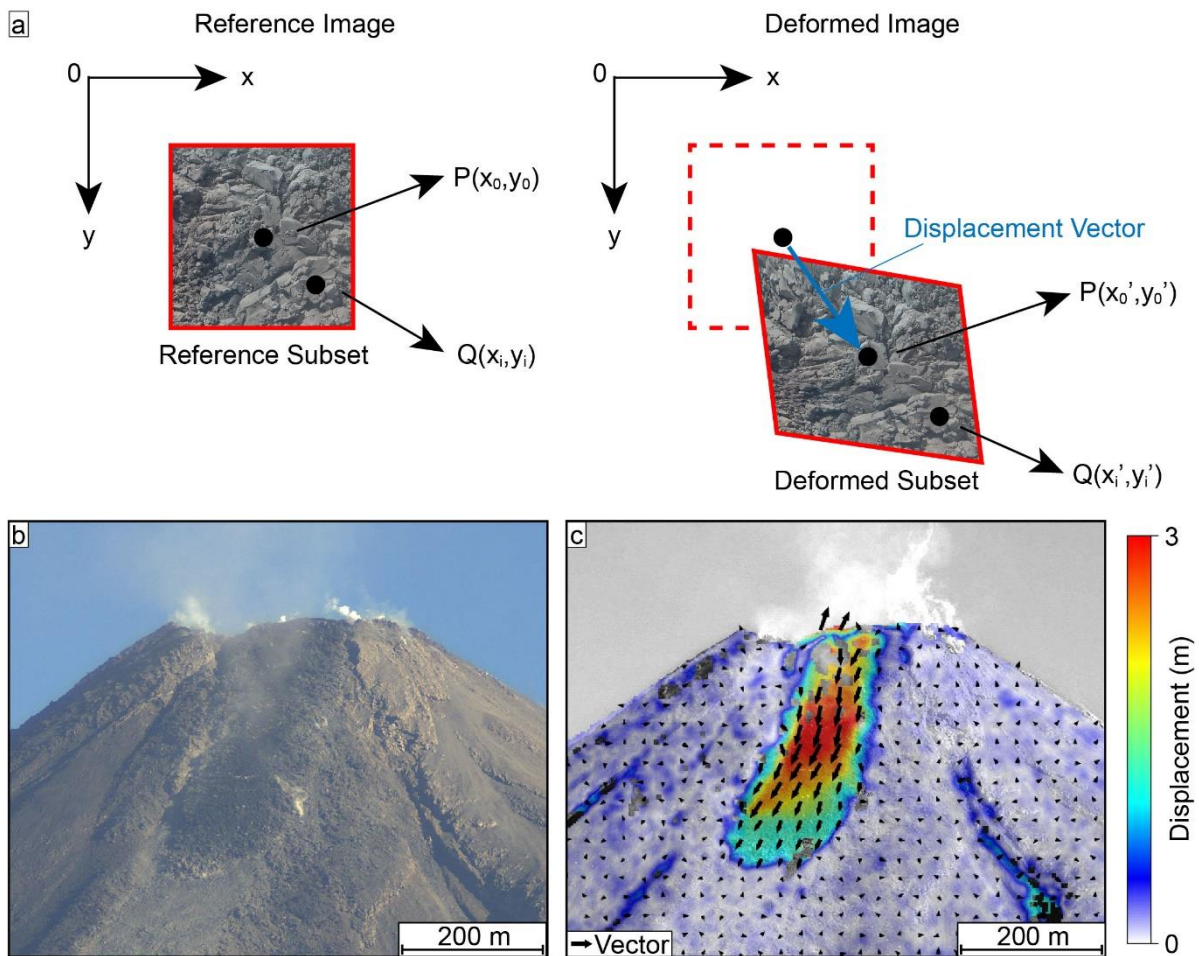 a
Reference Image
Deformed Image
0
x
y
P(x₀,y₀)
Q(xᵢ,yᵢ)
Reference Subset
0
x
y
Displacement Vector
P(x₀’,y₀’)
Q(xᵢ’,yᵢ’)
Deformed Subset
b
200 m
c
Vector
200 m
3
Displacement (m)
0